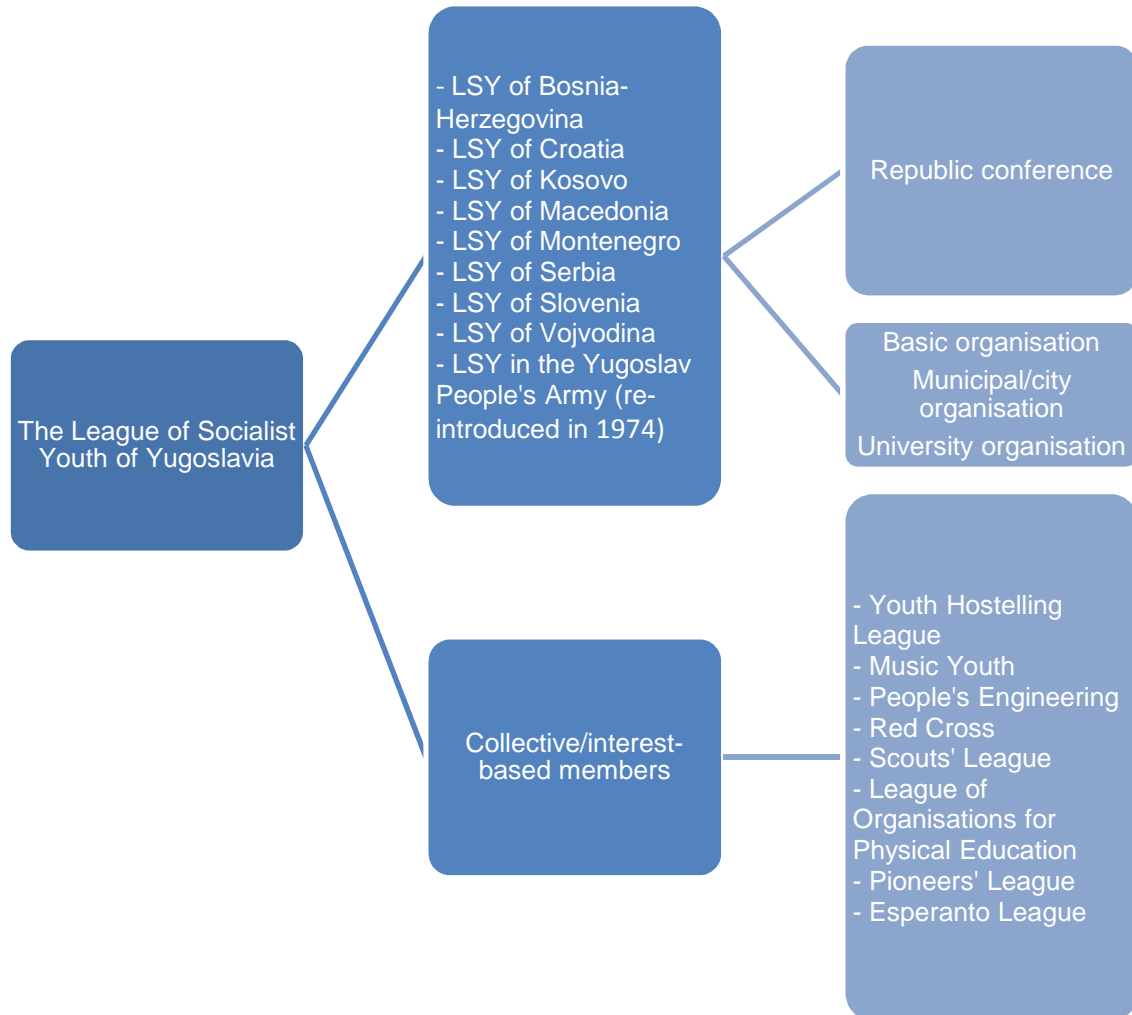 The League of Socialist
Youth of Yugoslavia
- LSY of Bosnia-
Herzegovina
- LSY of Croatia
- LSY of Kosovo
- LSY of Macedonia
- LSY of Montenegro
- LSY of Serbia
- LSY of Slovenia
- LSY of Vojvodina
- LSY in the Yugoslav
People's Army (re-
introduced in 1974)
Republic conference
Basic organisation
Municipal/city
organisation
University organisation
Collective/interest-
based members
- Youth Hostelling
League
- Music Youth
- People's Engineering
- Red Cross
- Scouts' League
- League of
Organisations for
Physical Education
- Pioneers' League
- Esperanto League